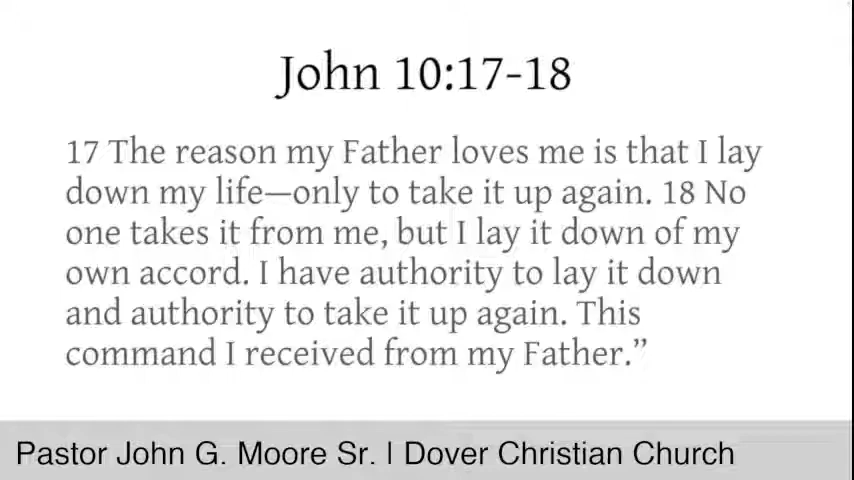 John 10:17-18
17 The reason my Father loves me is that I lay
down my life—only to take it up again. 18 No
one takes it from me, but I lay it down of my
own accord. I have authority to lay it down
and authority to take it up again. This
command I received from my Father.”
Pastor John G. Moore Sr. | Dover Christian Church